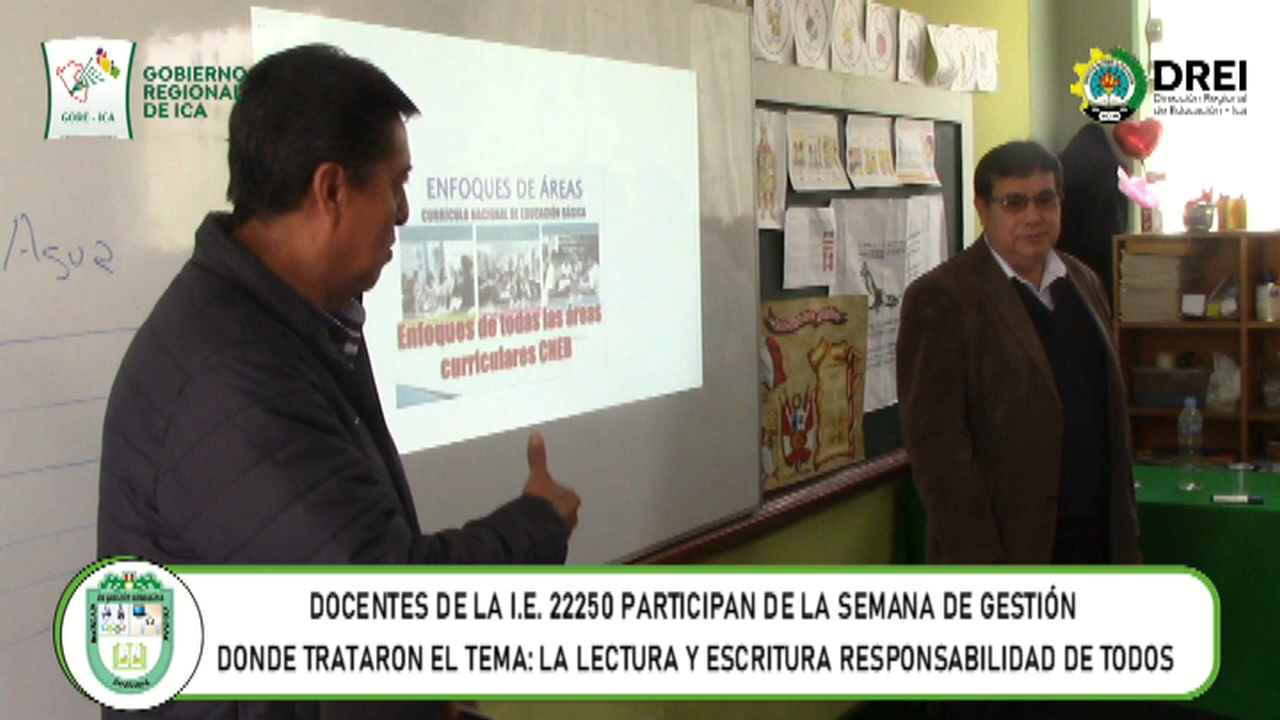 GOBIERNO
REGIONAL
DE ICA
GORE - ICA
DREI
Dirección Regional
de Educación - Ica
Agua
ENFOQUES DE ÁREAS
CURRÍCULO NACIONAL DE EDUCACIÓN BÁSICA
Enfoques de todas las áreas
curriculares CNEB
DOCENTES DE LA I.E. 22250 PARTICIPAN DE LA SEMANA DE GESTIÓN
DONDE TRATARON EL TEMA: LA LECTURA Y ESCRITURA RESPONSABILIDAD DE TODOS